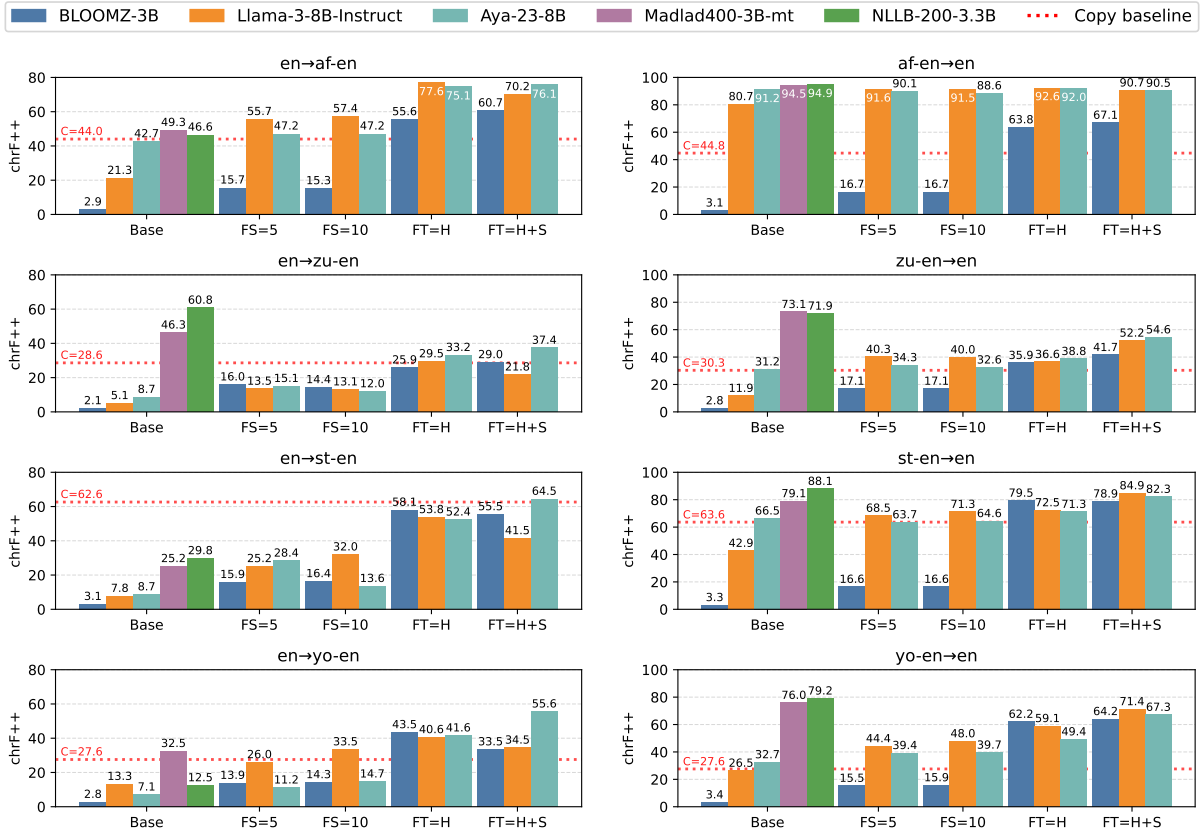 BLOOMZ-3B Llama-3-8B-Instruct Aya-23-8B Madlad400-3B-mt NLLB-200-3.3B Copy baseline
en→af-en
chrF++
80
60
40
20
0
C=44.0
2.9 21.3 42.7 49.3 46.6 15.7 55.7 47.2 15.3 57.4 47.2 55.6 77.6 75.1 60.7 70.2 76.1
Base FS=5 FS=10 FT=H FT=H+S
af-en→en
chrF++
100
80
60
40
20
0
C=44.8
3.1 80.7 91.2 94.5 94.9 16.7 91.6 90.1 16.7 91.5 88.6 63.8 92.6 92.0 67.1 90.7 90.5
Base FS=5 FS=10 FT=H FT=H+S
en→zu-en
chrF++
80
60
40
20
0
C=28.6
2.1 5.1 8.7 46.3 60.8 16.0 13.5 15.1 14.4 13.1 12.0 25.9 29.5 33.2 29.0 21.8 37.4
Base FS=5 FS=10 FT=H FT=H+S
zu-en→en
chrF++
100
80
60
40
20
0
C=30.3
2.8 11.9 31.2 73.1 71.9 17.1 40.3 34.3 17.1 40.0 32.6 35.9 36.6 38.8 41.7 52.2 54.6
Base FS=5 FS=10 FT=H FT=H+S
en→st-en
chrF++
80
60
40
20
0
C=62.6
3.1 7.8 8.7 25.2 29.8 15.9 25.2 28.4 16.4 32.0 13.6 58.1 53.8 52.4 55.5 41.5 64.5
Base FS=5 FS=10 FT=H FT=H+S
st-en→en
chrF++
100
80
60
40
20
0
C=63.6
3.3 42.9 66.5 79.1 88.1 16.6 68.5 63.7 16.6 71.3 64.6 79.5 72.5 71.3 78.9 84.9 82.3
Base FS=5 FS=10 FT=H FT=H+S
en→yo-en
chrF++
80
60
40
20
0
C=27.6
2.8 13.3 7.1 32.5 12.5 13.9 26.0 11.2 14.3 33.5 14.7 43.5 40.6 41.6 33.5 34.5 55.6
Base FS=5 FS=10 FT=H FT=H+S
yo-en→en
chrF++
100
80
60
40
20
0
C=27.6
3.4 26.5 32.7 76.0 79.2 15.5 44.4 39.4 15.9 48.0 39.7 62.2 59.1 49.4 64.2 71.4 67.3
Base FS=5 FS=10 FT=H FT=H+S